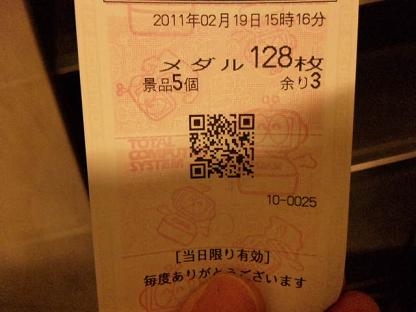 2011年02月19日15時16分
メダル128枚
景品5個 余り3
TOTAL
SYSTEM
10-0025
[当日限り有効]
毎度ありがとうございます